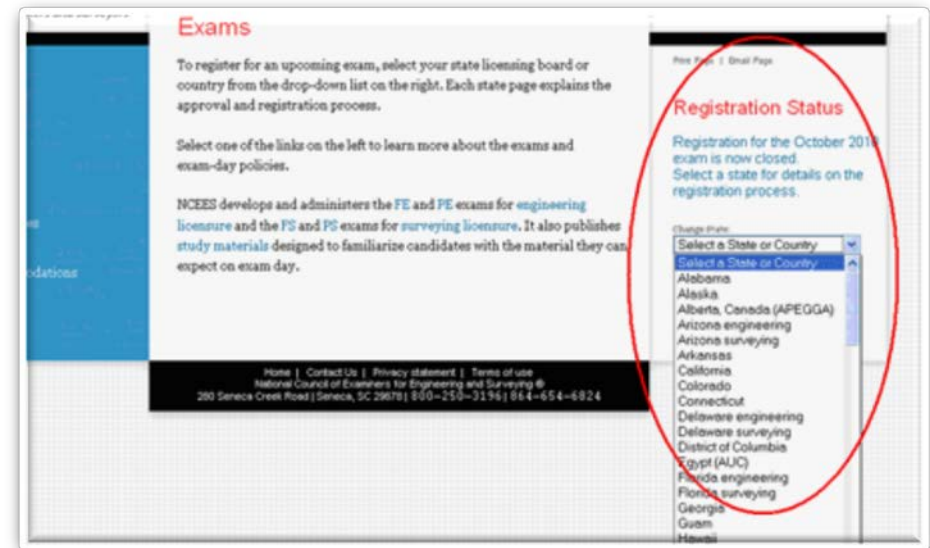 Exams
To register for an upcoming exam, select your state licensing board or
country from the drop-down list on the right. Each state page explains the
approval and registration process.
Select one of the links on the left to learn more about the exams and
exam-day policies.
NCEES develops and administers the FE and PE exams for engineering
licensure and the FS and PS exams for surveying licensure. It also publishes
study materials designed to familiarize candidates with the material they can
expect on exam day.
Home | Contact Us | Privacy statement | Terms of use
National Council of Examiners for Engineering and Surveying ®
280 Seneca Creek Road | Seneca, SC 29678 | 800-250-3196 | 864-654-6824
Print Page | Email Page
Registration Status
Registration for the October 2010
exam is now closed.
Select a state for details on the
registration process.
Change State:
Select a State or Country
Select a State or Country
Alabama
Alaska
Alberta, Canada (APEGGA)
Arizona engineering
Arizona surveying
Arkansas
California
Colorado
Connecticut
Delaware engineering
Delaware surveying
District of Columbia
Egypt (AUC)
Florida engineering
Florida surveying
Georgia
Guam
Hawaii